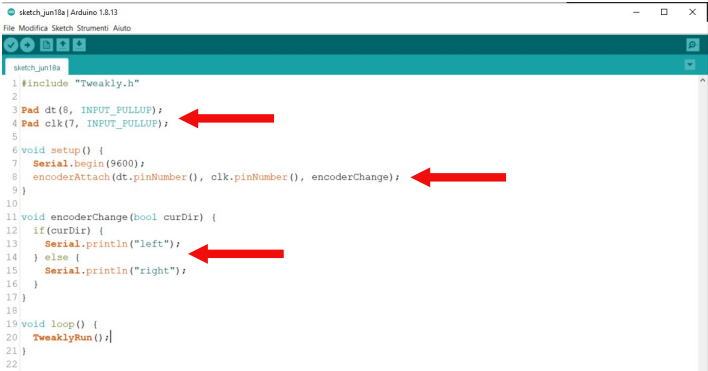 sketch_jun18a | Arduino 1.8.13
File Modifica Sketch Strumenti Aiuto
sketch_jun18a
1 #include "Tweakly.h"
2
3 Pad dt(8, INPUT_PULLUP);
4 Pad clk(7, INPUT_PULLUP);
5
6 void setup() {
7   Serial.begin(9600);
8   encoderAttach(dt.pinNumber(), clk.pinNumber(), encoderChange);
9 }
10
11 void encoderChange(bool curDir) {
12   if(curDir) {
13     Serial.println("left");
14   } else {
15     Serial.println("right");
16   }
17 }
18
19 void loop() {
20   TweaklyRun();
21 }
22